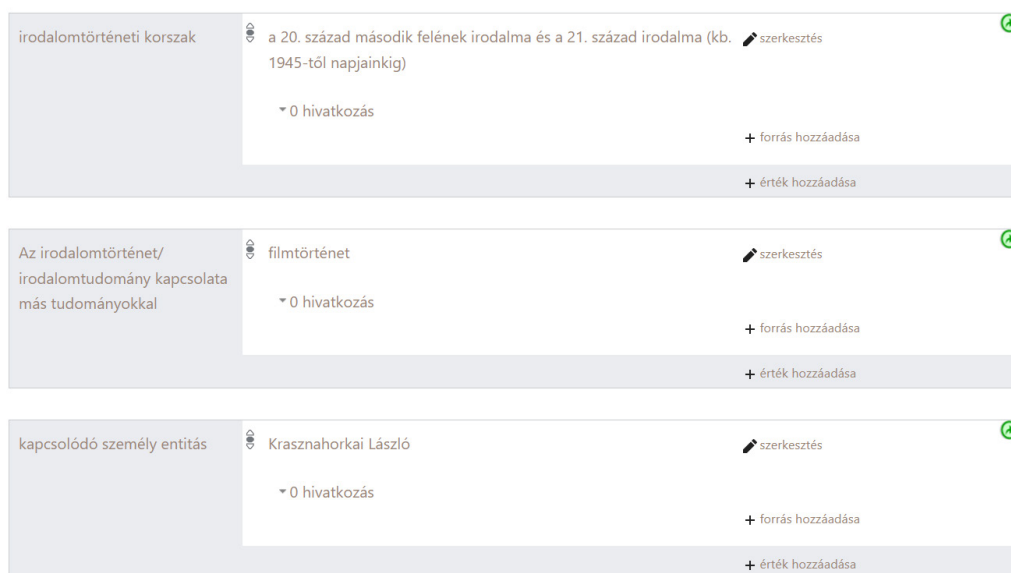 irodalomtörténeti korszak
a 20. század második felének irodalma és a 21. század irodalma (kb.
1945-től napjainkig)
szerkesztés
0 hivatkozás
+ forrás hozzáadása
+ érték hozzáadása
Az irodalomtörténet/
irodalomtudomány kapcsolata
más tudományokkal
filmtörténet
szerkesztés
0 hivatkozás
+ forrás hozzáadása
+ érték hozzáadása
kapcsolódó személy entitás
Krasznahorkai László
szerkesztés
0 hivatkozás
+ forrás hozzáadása
+ érték hozzáadása